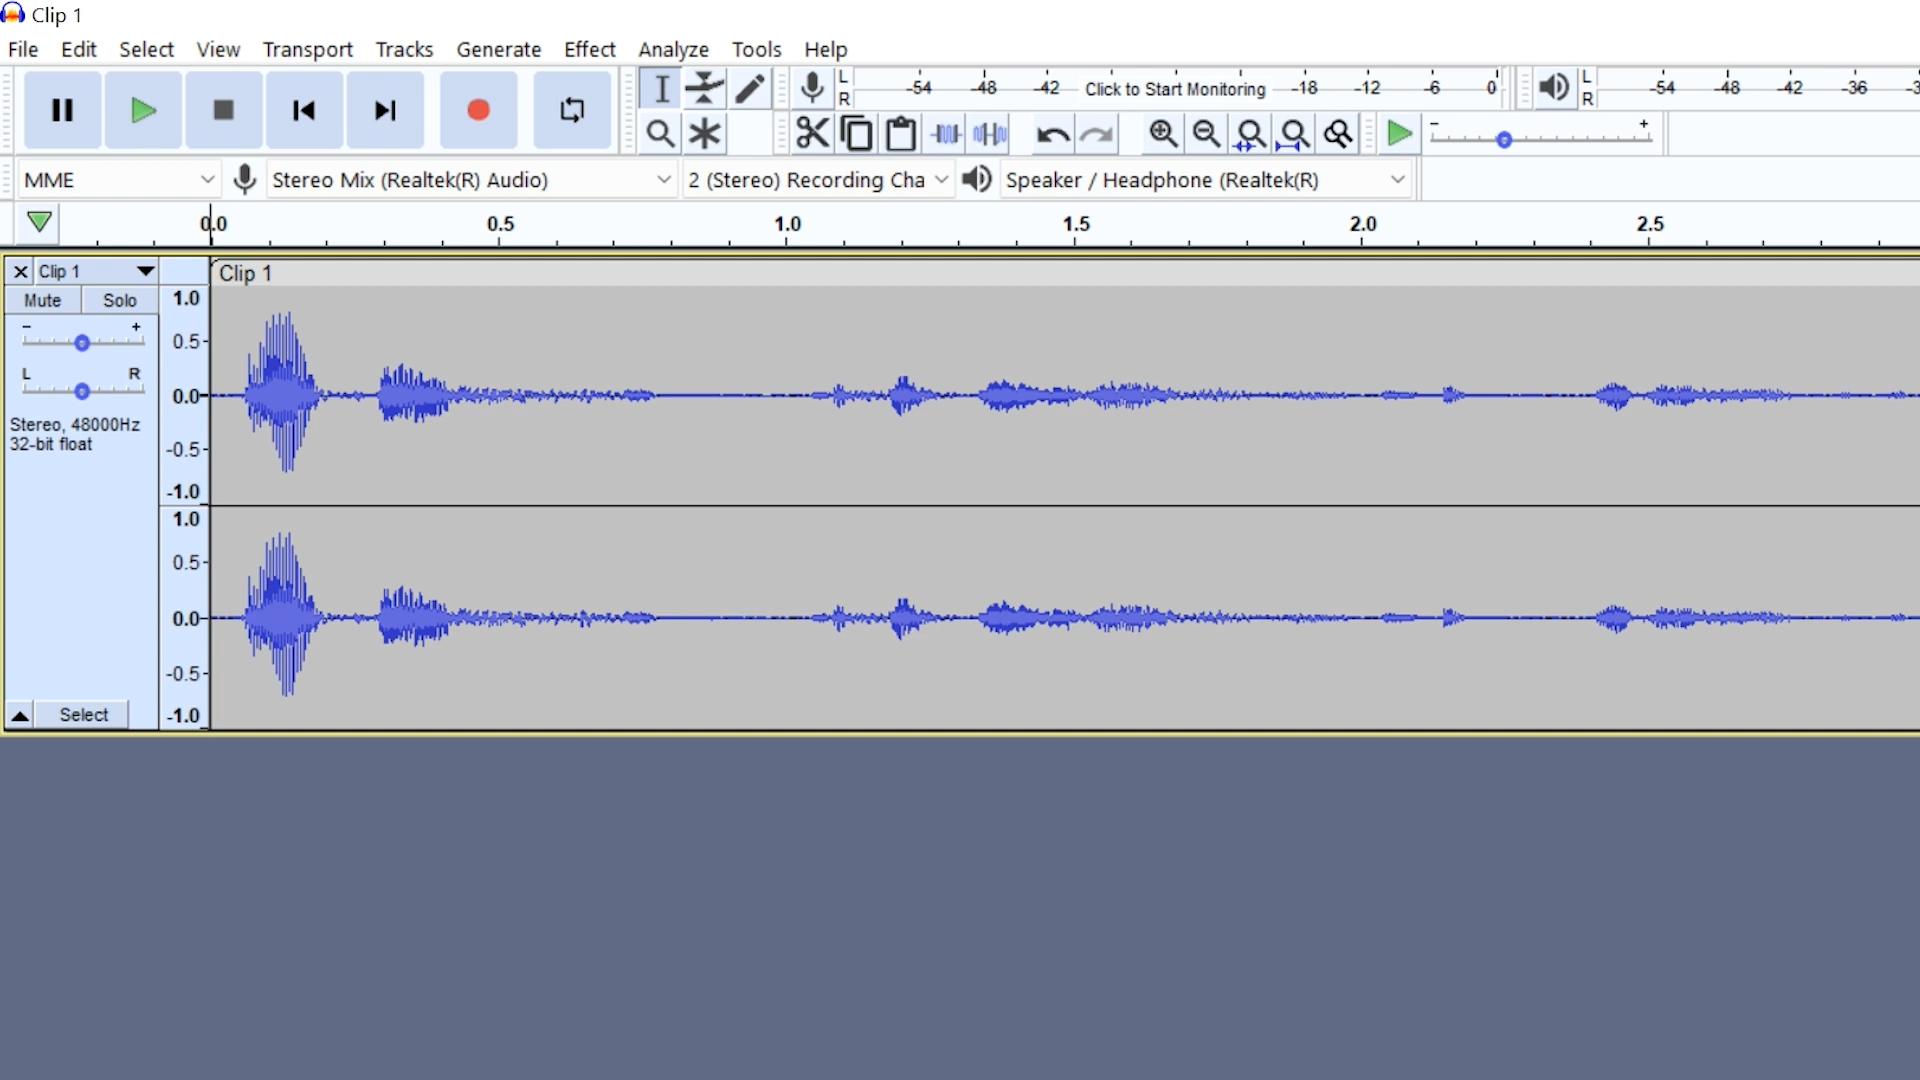 Clip 1
File Edit Select View Transport Tracks Generate Effect Analyze Tools Help
L
R
-54 -48 -42 Click to Start Monitoring -18 -12 -6 0
L
R
-54 -48 -42 -36
- +
MME Stereo Mix (Realtek(R) Audio) 2 (Stereo) Recording Cha Speaker / Headphone (Realtek(R)
0.0 0.5 1.0 1.5 2.0 2.5
Clip 1
Clip 1
Mute Solo
- +
L R
Stereo, 48000Hz
32-bit float
Select
1.0
0.5
0.0
-0.5
-1.0
1.0
0.5
0.0
-0.5
-1.0